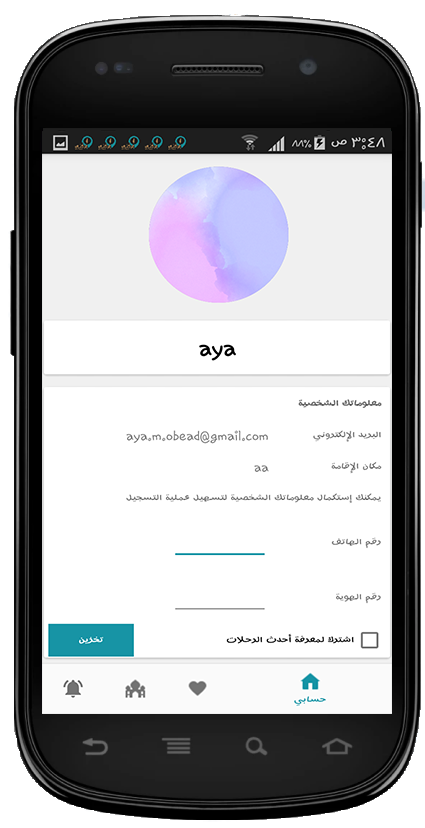 ٣:٤٨ ص ٨٨%
aya
معلوماتك الشخصية
البريد الإلكتروني aya.m.obead@gmail.com
مكان الإقامة aa
يمكنك إستكمال معلوماتك الشخصية لتسهيل عملية التسجيل
رقم الهاتف
رقم الهوية
اشترك لمعرفة أحدث الرحلات تخزين
حسابي